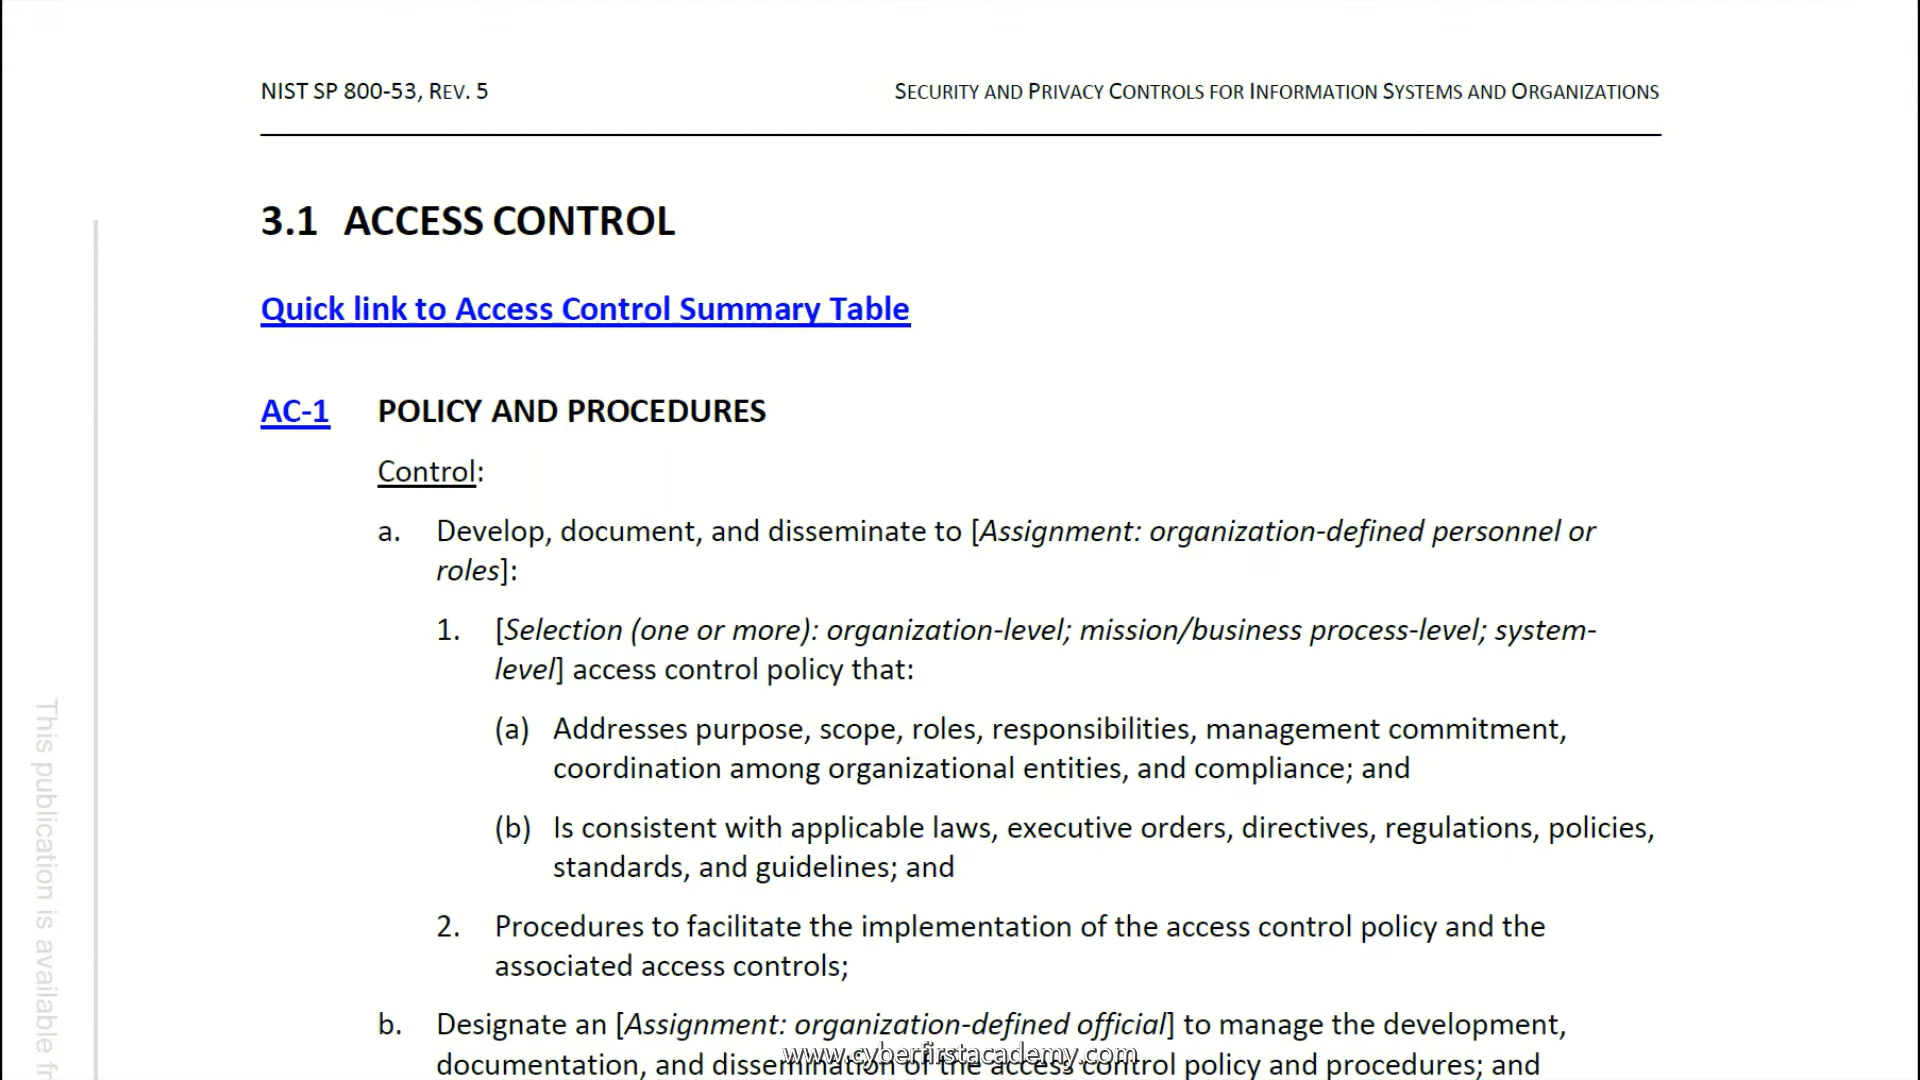 NIST SP 800-53, REV. 5
SECURITY AND PRIVACY CONTROLS FOR INFORMATION SYSTEMS AND ORGANIZATIONS
3.1 ACCESS CONTROL
Quick link to Access Control Summary Table
AC-1 POLICY AND PROCEDURES
Control:
a. Develop, document, and disseminate to [Assignment: organization-defined personnel or
roles]:
1. [Selection (one or more): organization-level; mission/business process-level; system-
level] access control policy that:
(a) Addresses purpose, scope, roles, responsibilities, management commitment,
coordination among organizational entities, and compliance; and
(b) Is consistent with applicable laws, executive orders, directives, regulations, policies,
standards, and guidelines; and
2. Procedures to facilitate the implementation of the access control policy and the
associated access controls;
b. Designate an [Assignment: organization-defined official] to manage the development,
documentation, and dissemination of the access control policy and procedures; and
www.cyberfirstacademy.com
This publication is available fr